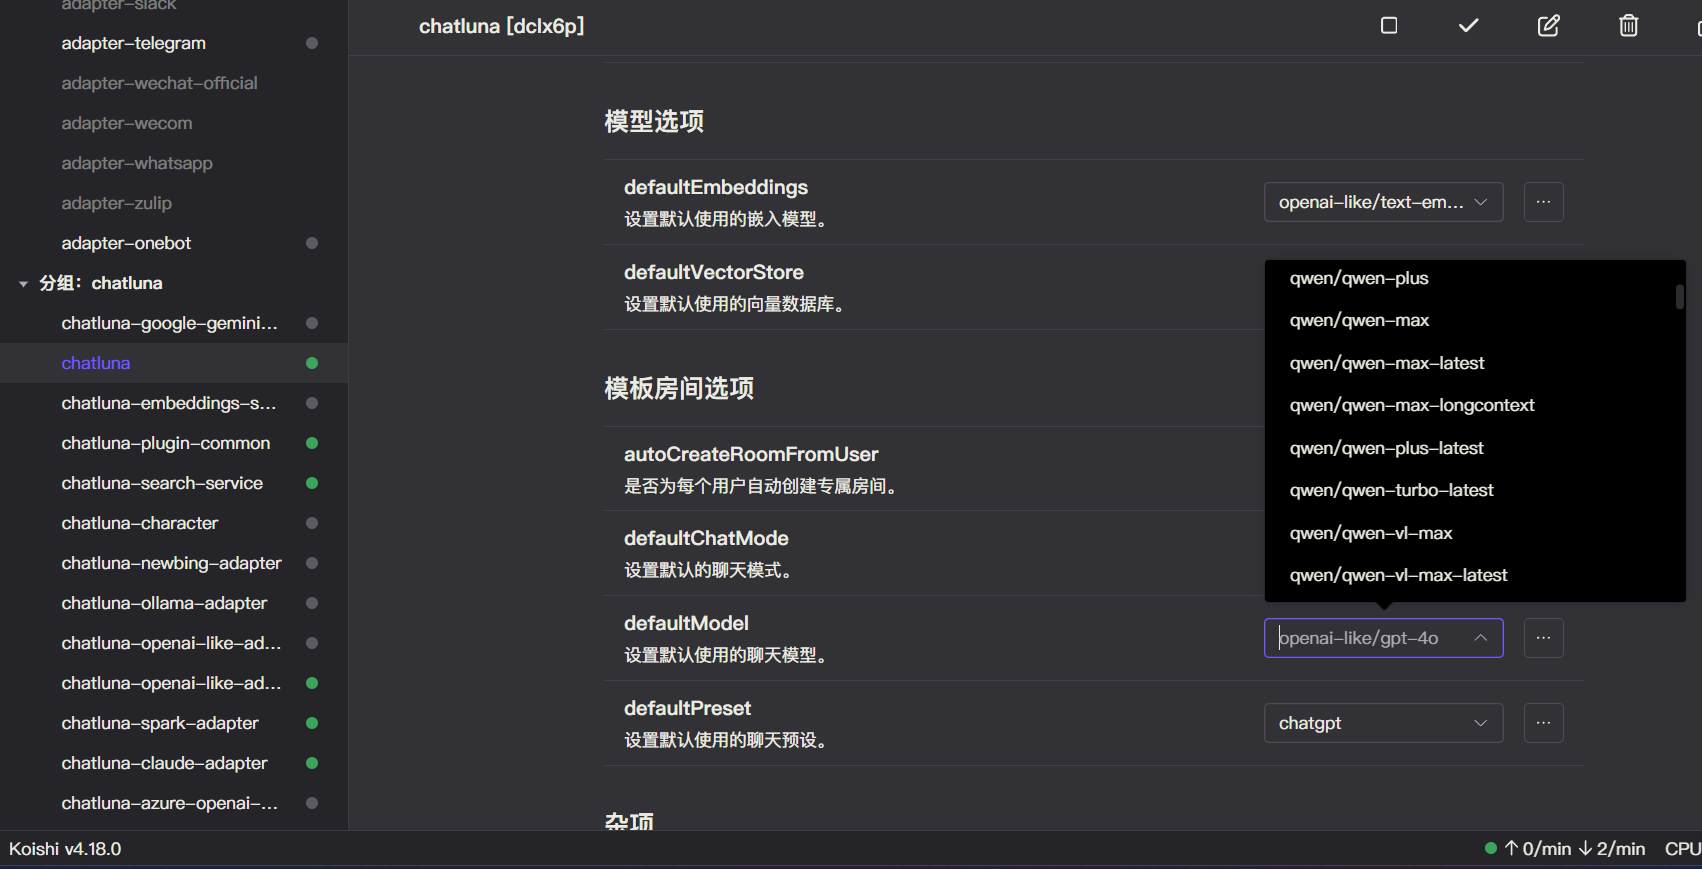 adapter-slack
adapter-telegram
adapter-wechat-official
adapter-wecom
adapter-whatsapp
adapter-zulip
adapter-onebot
分组：chatluna
chatluna-google-gemini...
chatluna
chatluna-embeddings-s...
chatluna-plugin-common
chatluna-search-service
chatluna-character
chatluna-newbing-adapter
chatluna-ollama-adapter
chatluna-openai-like-ad...
chatluna-openai-like-ad...
chatluna-spark-adapter
chatluna-claude-adapter
chatluna-azure-openai-...
chatluna [dclx6p]
模型选项
defaultEmbeddings
设置默认使用的嵌入模型。
openai-like/text-em...
defaultVectorStore
设置默认使用的向量数据库。
模板房间选项
autoCreateRoomFromUser
是否为每个用户自动创建专属房间。
defaultChatMode
设置默认的聊天模式。
qwen/qwen-plus
qwen/qwen-max
qwen/qwen-max-latest
qwen/qwen-max-longcontext
qwen/qwen-plus-latest
qwen/qwen-turbo-latest
qwen/qwen-vl-max
qwen/qwen-vl-max-latest
defaultModel
设置默认使用的聊天模型。
openai-like/gpt-4o
defaultPreset
设置默认使用的聊天预设。
chatgpt
杂项
Koishi v4.18.0
↑ 0/min ↓ 2/min CPU